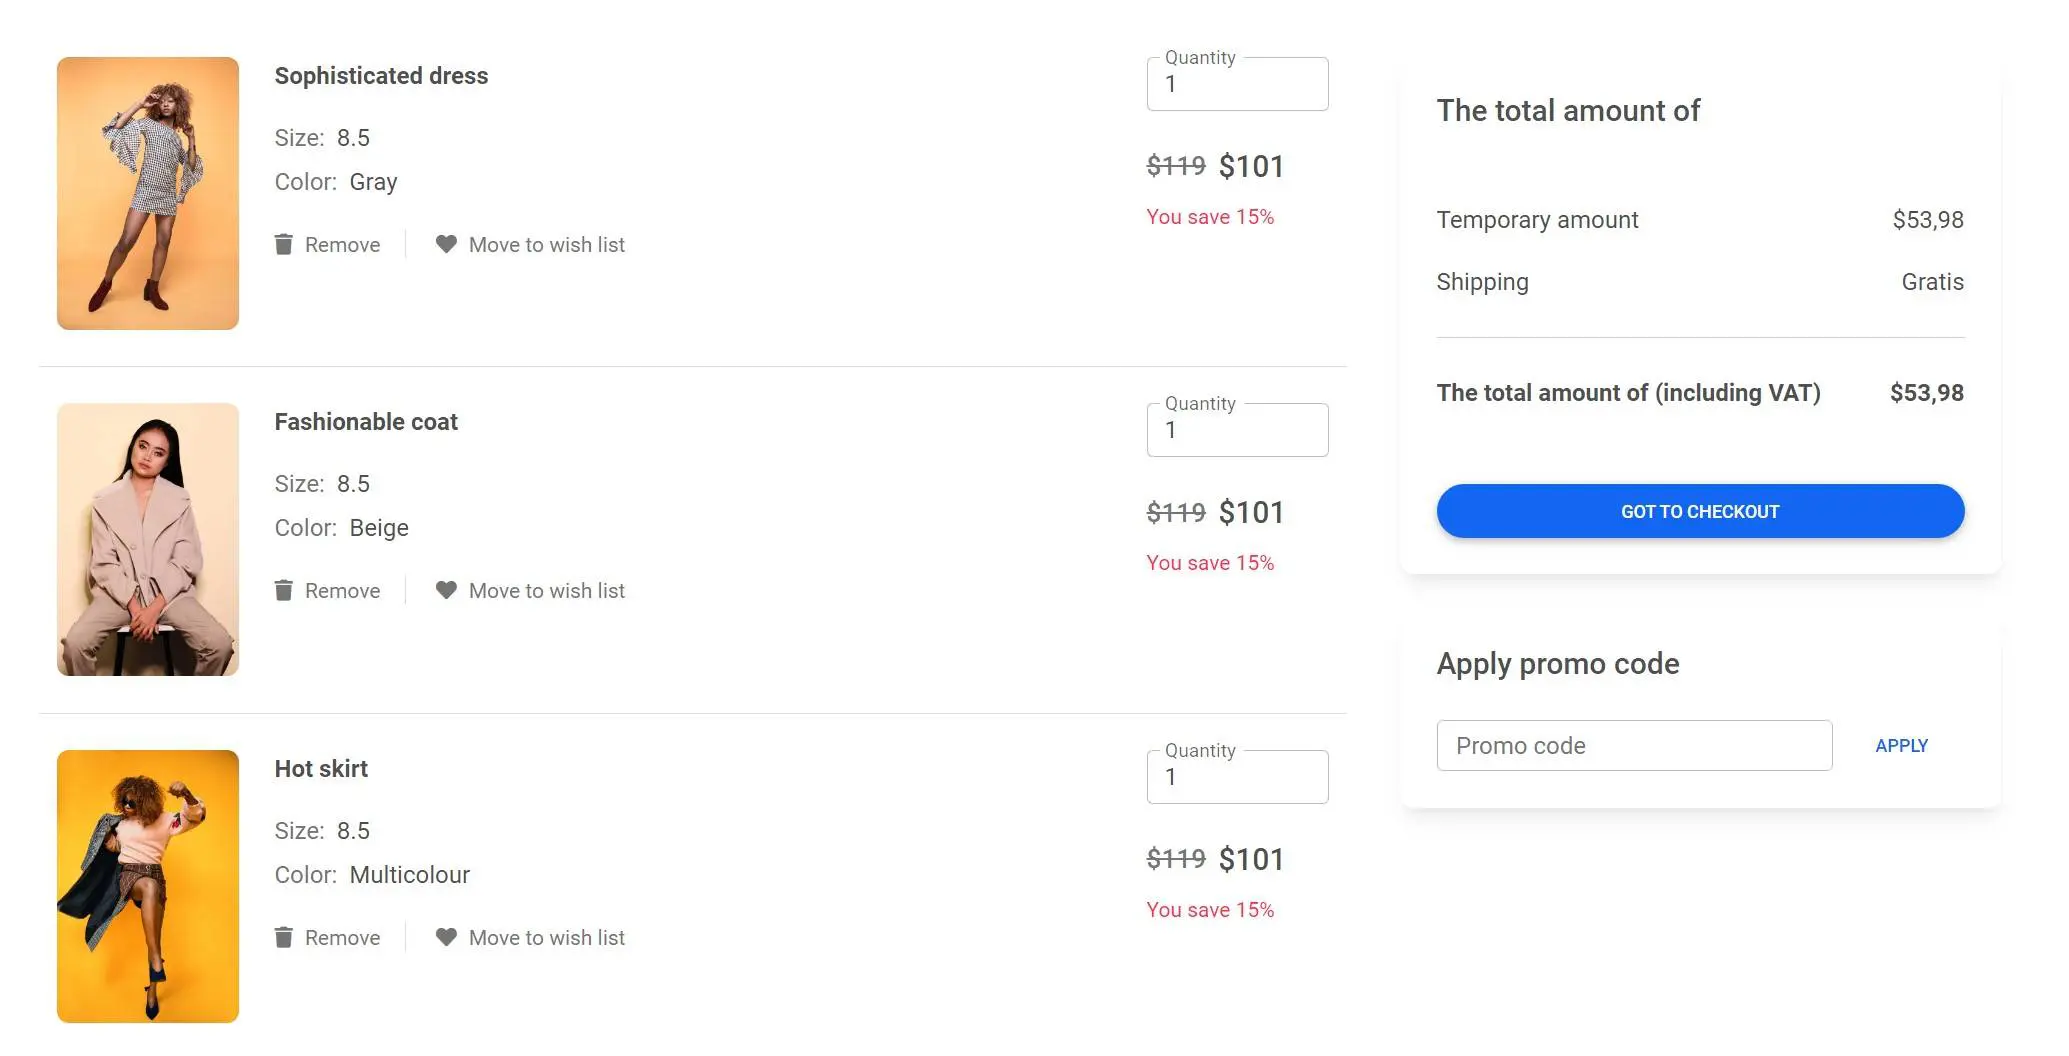 Sophisticated dress
Size: 8.5
Color: Gray
Remove
Move to wish list
Quantity
1
$119 $101
You save 15%
Fashionable coat
Size: 8.5
Color: Beige
Remove
Move to wish list
Quantity
1
$119 $101
You save 15%
Hot skirt
Size: 8.5
Color: Multicolour
Remove
Move to wish list
Quantity
1
$119 $101
You save 15%
The total amount of
Temporary amount $53,98
Shipping Gratis
The total amount of (including VAT) $53,98
GOT TO CHECKOUT
Apply promo code
Promo code
APPLY